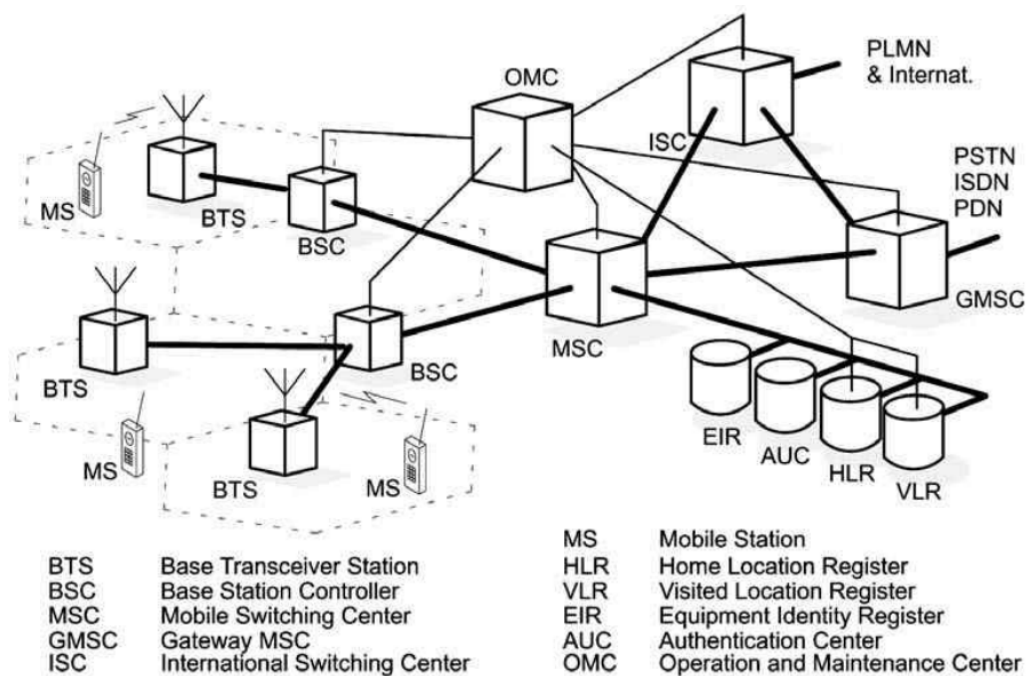 PLMN
& Internat.
OMC
ISC
PSTN
ISDN
PDN
MS
BTS
BSC
GMSC
MSC
BTS
BSC
EIR
AUC
HLR
VLR
MS
BTS
MS
BTS Base Transceiver Station
BSC Base Station Controller
MSC Mobile Switching Center
GMSC Gateway MSC
ISC International Switching Center
MS Mobile Station
HLR Home Location Register
VLR Visited Location Register
EIR Equipment Identity Register
AUC Authentication Center
OMC Operation and Maintenance Center